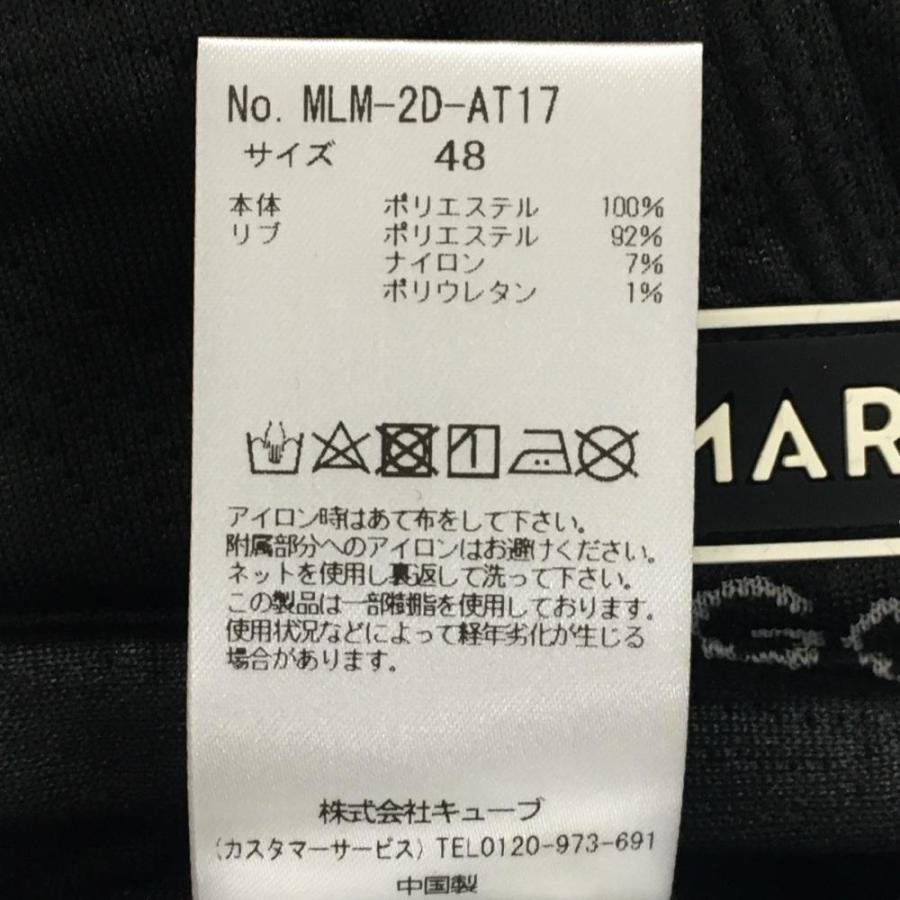 No. MLM-2D-AT17
サイズ 48
本体 ポリエステル 100%
リブ ポリエステル 92%
ナイロン 7%
ポリウレタン 1%
アイロン時はあて布をして下さい。
附属部分へのアイロンはお避けください。
ネットを使用し裏返して洗って下さい。
この製品は一部樹脂を使用しております。
使用状況などによって経年劣化が生じる
場合があります。
株式会社キューブ
(カスタマーサービス) TEL0120-973-691
中国製
MAR